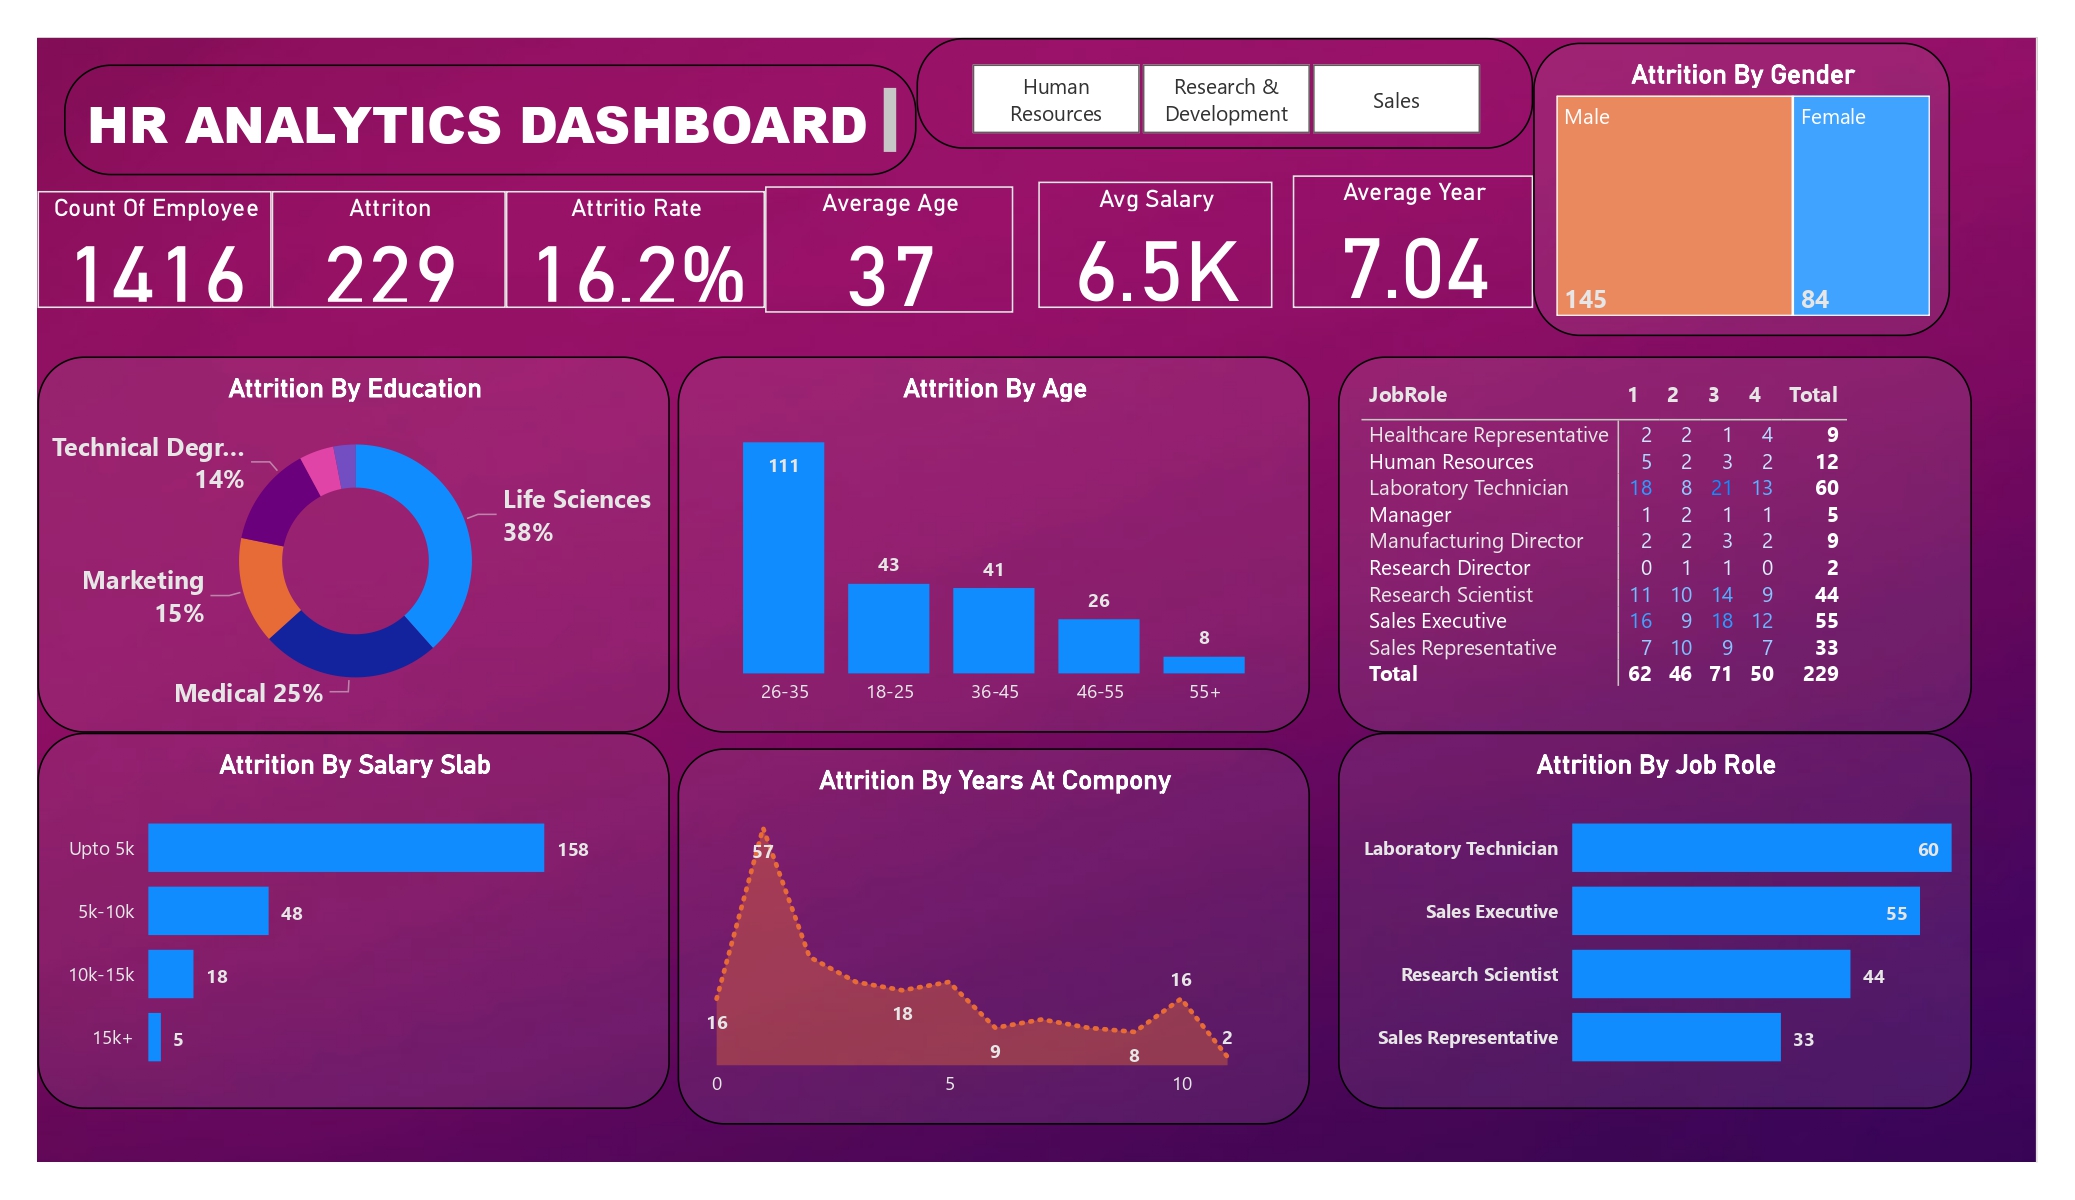 HR ANALYTICS DASHBOARD
Human
Resources
Research &
Development
Sales
Attrition By Gender
Male
Female
145
84
Count Of Employee
1416
Attriton
229
Attritio Rate
16.2%
Average Age
37
Avg Salary
6.5K
Average Year
7.04
Attrition By Education
Technical Degr...
14%
Life Sciences
38%
Marketing
15%
Medical 25%
Attrition By Age
111
43
41
26
8
26-35 18-25 36-45 46-55 55+
JobRole 1 2 3 4 Total
Healthcare Representative 2 2 1 4 9
Human Resources 5 2 3 2 12
Laboratory Technician 18 8 21 13 60
Manager 1 2 1 1 5
Manufacturing Director 2 2 3 2 9
Research Director 0 1 1 0 2
Research Scientist 11 10 14 9 44
Sales Executive 16 9 18 12 55
Sales Representative 7 10 9 7 33
Total 62 46 71 50 229
Attrition By Salary Slab
Upto 5k 158
5k-10k 48
10k-15k 18
15k+ 5
Attrition By Years At Compony
57
16
18
9
8
16
2
0 5 10
Attrition By Job Role
Laboratory Technician 60
Sales Executive 55
Research Scientist 44
Sales Representative 33